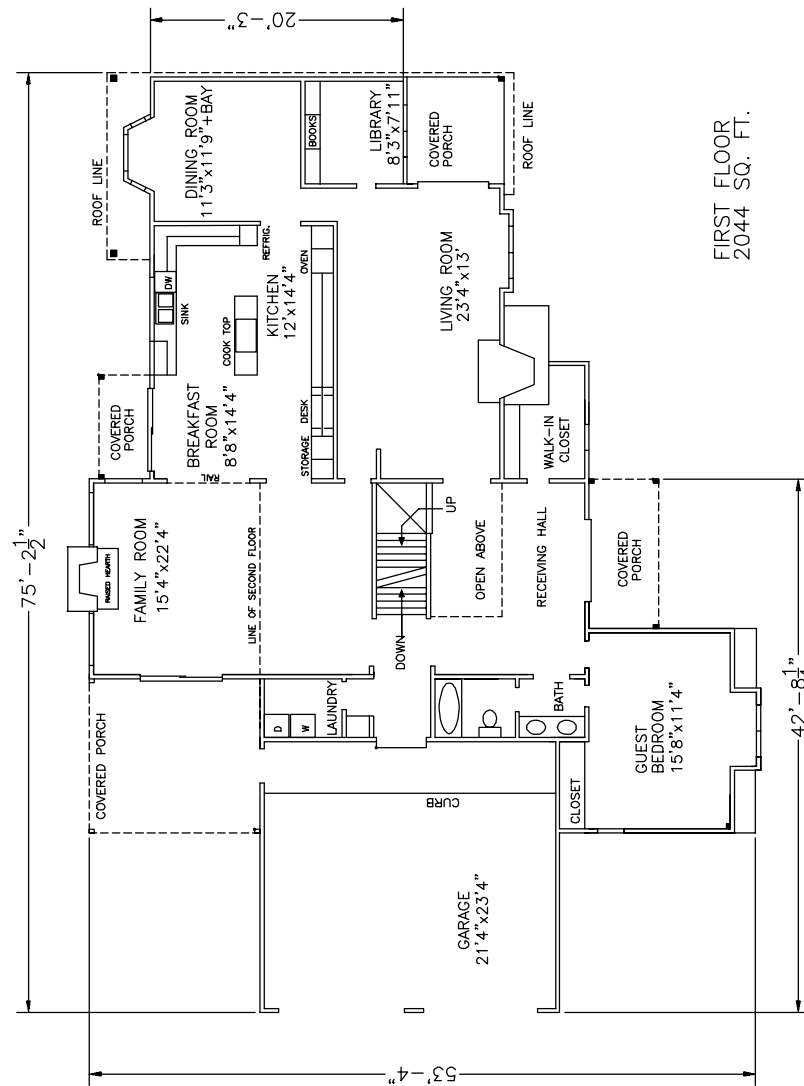 75'-2 1/2"
53'-4"
20'-3"
COVERED PORCH
RAISED HEARTH
COVERED
PORCH
ROOF LINE
FAMILY ROOM
15'4"x22'4"
DW
SINK
DINING ROOM
11'3"x11'9"+BAY
RAIL
BREAKFAST
ROOM
8'8"x14'4"
COOK TOP
REFRIG.
KITCHEN
12'x14'4"
LINE OF SECOND FLOOR
D
W
LAUNDRY
STORAGE
DESK
OVEN
BOOKS
LIBRARY
8'3"x7'11"
CURB
DOWN
UP
GARAGE
21'4"x23'4"
OPEN ABOVE
LIVING ROOM
23'4"x13'
COVERED
PORCH
ROOF LINE
BATH
RECEIVING HALL
WALK-IN
CLOSET
CLOSET
GUEST
BEDROOM
15'8"x11'4"
COVERED
PORCH
42'-8 1/4"
FIRST FLOOR
2044 SQ. FT.